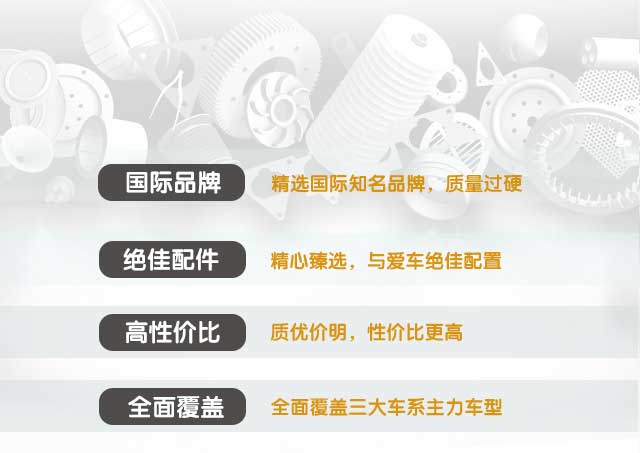 国际品牌 精选国际知名品牌，质量过硬
绝佳配件 精心臻选，与爱车绝佳配置
高性价比 质优价明，性价比更高
全面覆盖 全面覆盖三大车系主力车型